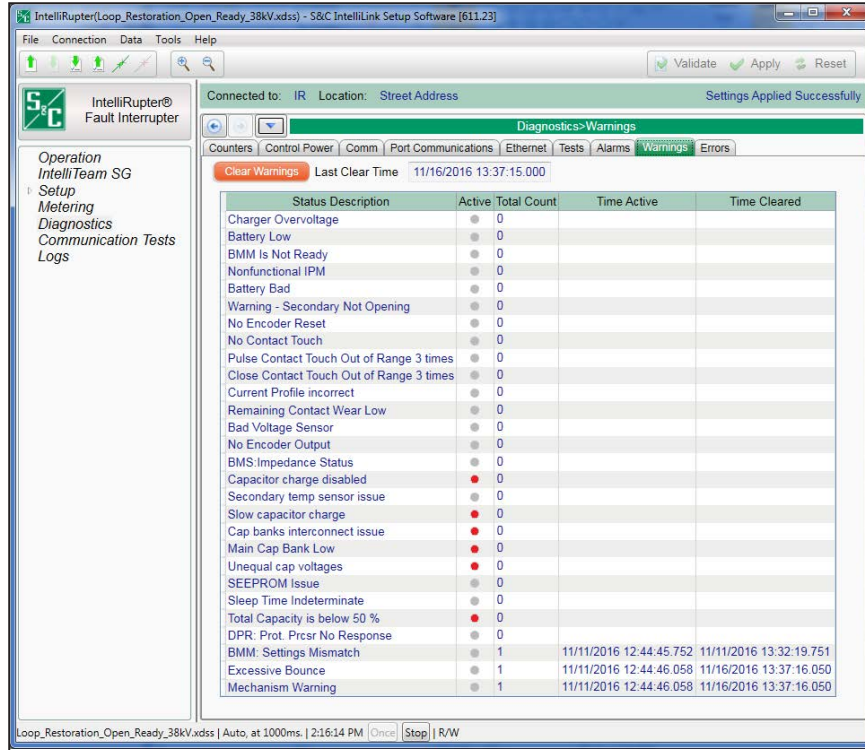 IntelliRupter(Loop_Restoration_Open_Ready_38kV.xdss) - S&C IntelliLink Setup Software [611.23]
File Connection Data Tools Help
Validate Apply Reset
S&C
IntelliRupter®
Fault Interrupter
Connected to: IR Location: Street Address Settings Applied Successfully
Diagnostics>Warnings
Counters Control Power Comm Port Communications Ethernet Tests Alarms Warnings Errors
Operation
IntelliTeam SG
Setup
Metering
Diagnostics
Communication Tests
Logs
Clear Warnings Last Clear Time 11/16/2016 13:37:15.000
Status Description Active Total Count Time Active Time Cleared
Charger Overvoltage 0
Battery Low 0
BMM Is Not Ready 0
Nonfunctional IPM 0
Battery Bad 0
Warning - Secondary Not Opening 0
No Encoder Reset 0
No Contact Touch 0
Pulse Contact Touch Out of Range 3 times 0
Close Contact Touch Out of Range 3 times 0
Current Profile incorrect 0
Remaining Contact Wear Low 0
Bad Voltage Sensor 0
No Encoder Output 0
BMS:Impedance Status 0
Capacitor charge disabled 0
Secondary temp sensor issue 0
Slow capacitor charge 0
Cap banks interconnect issue 0
Main Cap Bank Low 0
Unequal cap voltages 0
SEEPROM Issue 0
Sleep Time Indeterminate 0
Total Capacity is below 50 % 0
DPR: Prot. Prcsr No Response 0
BMM: Settings Mismatch 1 11/11/2016 12:44:45.752 11/11/2016 13:32:19.751
Excessive Bounce 1 11/11/2016 12:44:46.058 11/16/2016 13:37:16.050
Mechanism Warning 1 11/11/2016 12:44:46.058 11/16/2016 13:37:16.050
Loop_Restoration_Open_Ready_38kV.xdss | Auto, at 1000ms. | 2:16:14 PM Once Stop | R/W